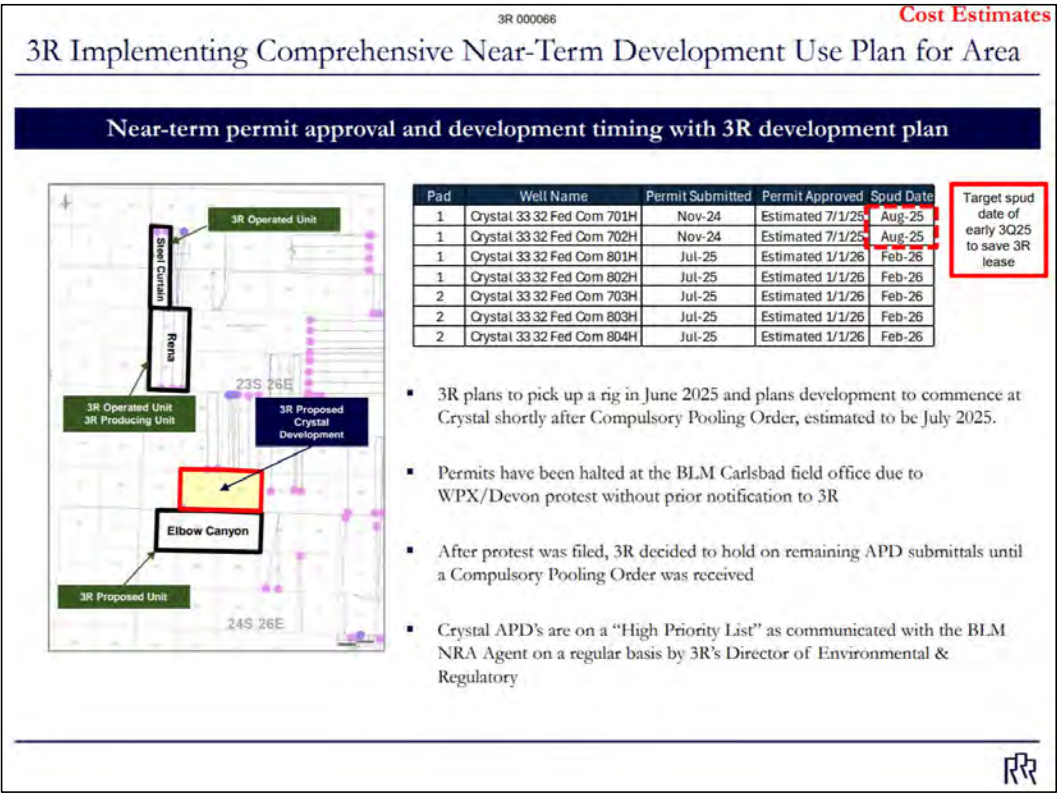 3R 000066
Cost Estimates
3R Implementing Comprehensive Near-Term Development Use Plan for Area
Near-term permit approval and development timing with 3R development plan
3R Operated Unit
Steel Curtain
Rena
23S 26E
3R Operated Unit
3R Producing Unit
3R Proposed
Crystal
Development
Elbow Canyon
3R Proposed Unit
24S 26E
Pad Well Name Permit Submitted Permit Approved Spud Date
1 Crystal 33 32 Fed Com 701H Nov-24 Estimated 7/1/25 Aug-25
1 Crystal 33 32 Fed Com 702H Nov-24 Estimated 7/1/25 Aug-25
1 Crystal 33 32 Fed Com 801H Jul-25 Estimated 1/1/26 Feb-26
1 Crystal 33 32 Fed Com 802H Jul-25 Estimated 1/1/26 Feb-26
2 Crystal 33 32 Fed Com 703H Jul-25 Estimated 1/1/26 Feb-26
2 Crystal 33 32 Fed Com 803H Jul-25 Estimated 1/1/26 Feb-26
2 Crystal 33 32 Fed Com 804H Jul-25 Estimated 1/1/26 Feb-26
Target spud
date of
early 3Q25
to save 3R
lease
▪ 3R plans to pick up a rig in June 2025 and plans development to commence at
Crystal shortly after Compulsory Pooling Order, estimated to be July 2025.
▪ Permits have been halted at the BLM Carlsbad field office due to
WPX/Devon protest without prior notification to 3R
▪ After protest was filed, 3R decided to hold on remaining APD submittals until
a Compulsory Pooling Order was received
▪ Crystal APD's are on a "High Priority List" as communicated with the BLM
NRA Agent on a regular basis by 3R's Director of Environmental &
Regulatory
RRR